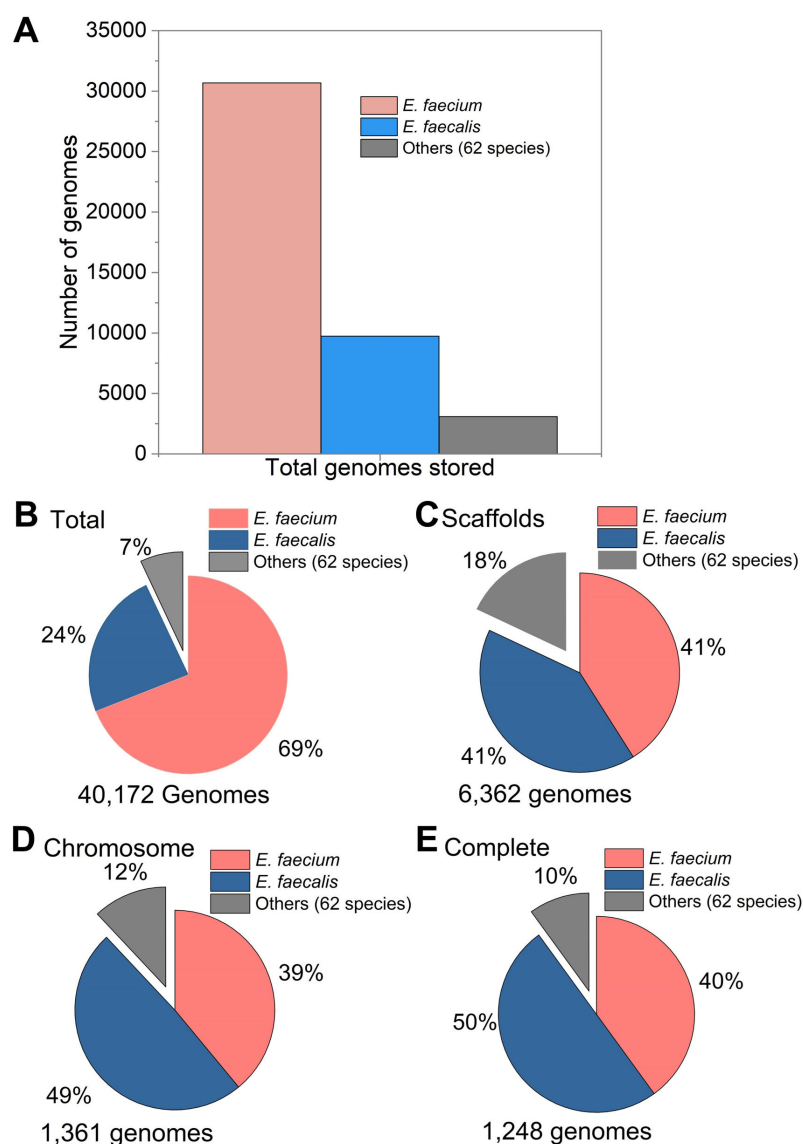 A
35000
30000
25000
20000
15000
10000
5000
0
Number of genomes
E. faecium
E. faecalis
Others (62 species)
Total genomes stored
B Total
E. faecium
E. faecalis
Others (62 species)
7%
24%
69%
40,172 Genomes
C Scaffolds
E. faecium
E. faecalis
Others (62 species)
18%
41%
41%
6,362 genomes
D Chromosome
E. faecium
E. faecalis
Others (62 species)
12%
39%
49%
1,361 genomes
E Complete
E. faecium
E. faecalis
Others (62 species)
10%
40%
50%
1,248 genomes